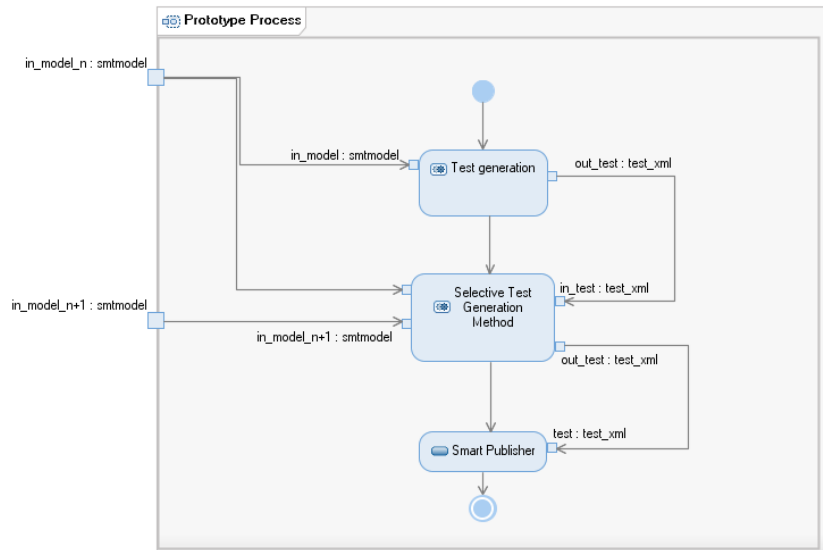 Prototype Process
in_model_n : smtmodel
in_model : smtmodel
Test generation
out_test : test_xml
in_model_n+1 : smtmodel
Selective Test
Generation
Method
in_test : test_xml
in_model_n+1 : smtmodel
out_test : test_xml
Smart Publisher
test : test_xml